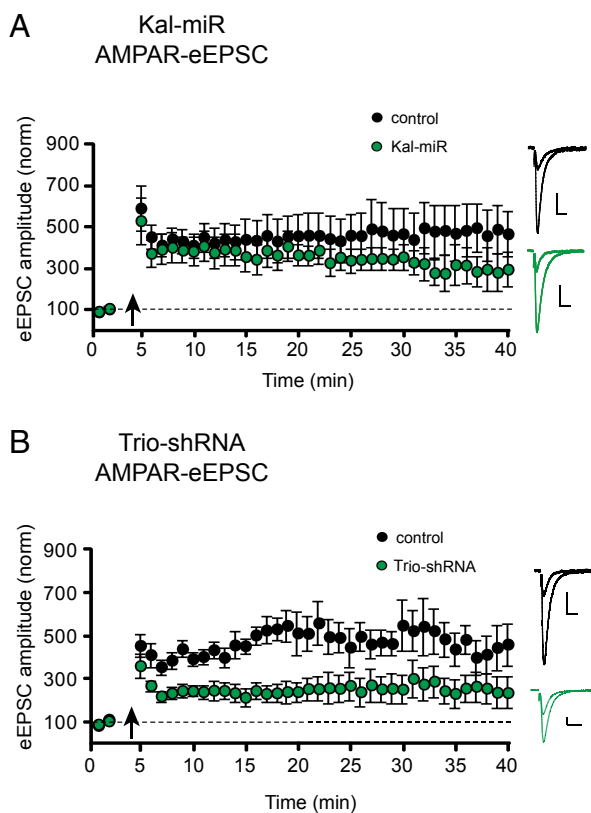 A
Kal-miR
AMPAR-eEPSC
control
Kal-miR
eEPSC amplitude (norm)
900
700
500
300
100
0 5 10 15 20 25 30 35 40
Time (min)
B
Trio-shRNA
AMPAR-eEPSC
control
Trio-shRNA
eEPSC amplitude (norm)
900
700
500
300
100
0 5 10 15 20 25 30 35 40
Time (min)